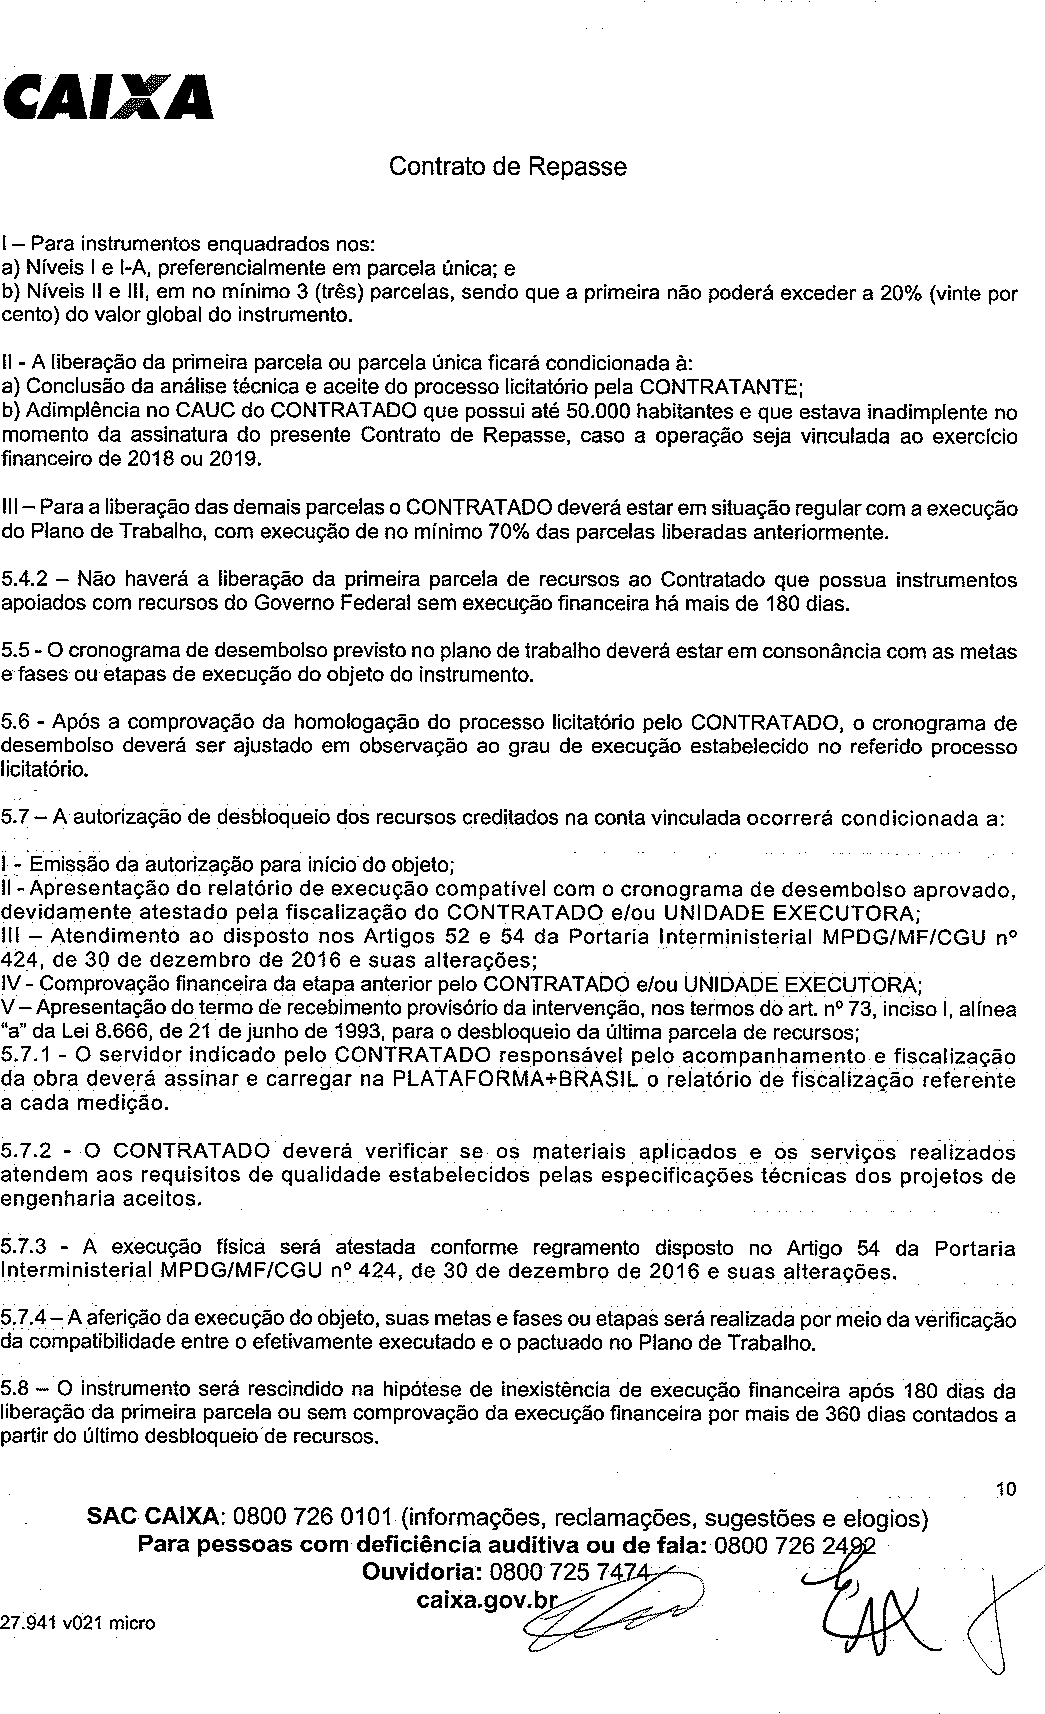 CAIXA
Contrato de Repasse
I – Para instrumentos enquadrados nos:
a) Níveis I e I-A, preferencialmente em parcela única; e
b) Níveis II e III, em no mínimo 3 (três) parcelas, sendo que a primeira não poderá exceder a 20% (vinte por
cento) do valor global do instrumento.
II - A liberação da primeira parcela ou parcela única ficará condicionada à:
a) Conclusão da análise técnica e aceite do processo licitatório pela CONTRATANTE;
b) Adimplência no CAUC do CONTRATADO que possui até 50.000 habitantes e que estava inadimplente no
momento da assinatura do presente Contrato de Repasse, caso a operação seja vinculada ao exercício
financeiro de 2018 ou 2019.
III – Para a liberação das demais parcelas o CONTRATADO deverá estar em situação regular com a execução
do Plano de Trabalho, com execução de no mínimo 70% das parcelas liberadas anteriormente.
5.4.2 – Não haverá a liberação da primeira parcela de recursos ao Contratado que possua instrumentos
apoiados com recursos do Governo Federal sem execução financeira há mais de 180 dias.
5.5 - O cronograma de desembolso previsto no plano de trabalho deverá estar em consonância com as metas
e fases ou etapas de execução do objeto do instrumento.
5.6 - Após a comprovação da homologação do processo licitatório pelo CONTRATADO, o cronograma de
desembolso deverá ser ajustado em observação ao grau de execução estabelecido no referido processo
licitatório.
5.7 – A autorização de desbloqueio dos recursos creditados na conta vinculada ocorrerá condicionada a:
I - Emissão da autorização para início do objeto;
II - Apresentação do relatório de execução compatível com o cronograma de desembolso aprovado,
devidamente atestado pela fiscalização do CONTRATADO e/ou UNIDADE EXECUTORA;
III – Atendimento ao disposto nos Artigos 52 e 54 da Portaria Interministerial MPDG/MF/CGU nº
424, de 30 de dezembro de 2016 e suas alterações;
IV - Comprovação financeira da etapa anterior pelo CONTRATADO e/ou UNIDADE EXECUTORA;
V – Apresentação do termo de recebimento provisório da intervenção, nos termos do art. nº 73, inciso I, alínea
“a” da Lei 8.666, de 21 de junho de 1993, para o desbloqueio da última parcela de recursos;
5.7.1 - O servidor indicado pelo CONTRATADO responsável pelo acompanhamento e fiscalização
da obra deverá assinar e carregar na PLATAFORMA+BRASIL o relatório de fiscalização referente
a cada medição.
5.7.2 - O CONTRATADO deverá verificar se os materiais aplicados e os serviços realizados
atendem aos requisitos de qualidade estabelecidos pelas especificações técnicas dos projetos de
engenharia aceitos.
5.7.3 - A execução física será atestada conforme regramento disposto no Artigo 54 da Portaria
Interministerial MPDG/MF/CGU nº 424, de 30 de dezembro de 2016 e suas alterações.
5.7.4 – A aferição da execução do objeto, suas metas e fases ou etapas será realizada por meio da verificação
da compatibilidade entre o efetivamente executado e o pactuado no Plano de Trabalho.
5.8 – O instrumento será rescindido na hipótese de inexistência de execução financeira após 180 dias da
liberação da primeira parcela ou sem comprovação da execução financeira por mais de 360 dias contados a
partir do último desbloqueio de recursos.
10
SAC CAIXA: 0800 726 0101 (informações, reclamações, sugestões e elogios)
Para pessoas com deficiência auditiva ou de fala: 0800 726 2492
Ouvidoria: 0800 725 7474
caixa.gov.br
27.941 v021 micro